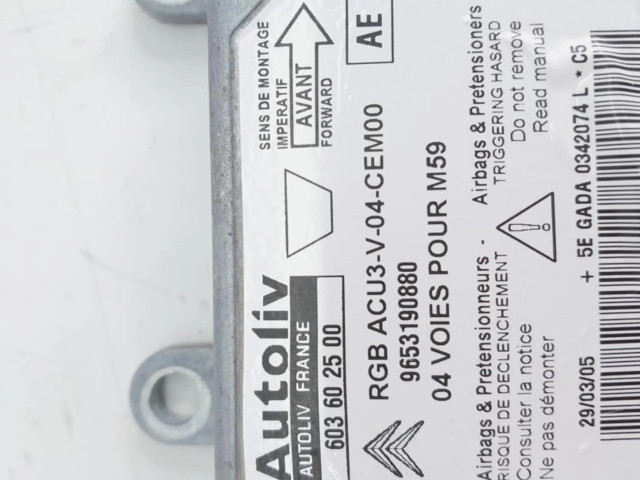 Autoliv
AUTOLIV FRANCE
603 60 25 00
SENS DE MONTAGE
IMPERATIF
AVANT
FORWARD
AE
RGB ACU3-V-04-CEM00
9653190880
04 VOIES POUR M59
Airbags & Pretensionneurs - Airbags & Pretensioners
RISQUE DE DECLENCHEMENT TRIGGERING HASARD
Consulter la notice Do not remove
Ne pas démonter Read manual
29/03/05 + 5E GADA 0342074 L * C5